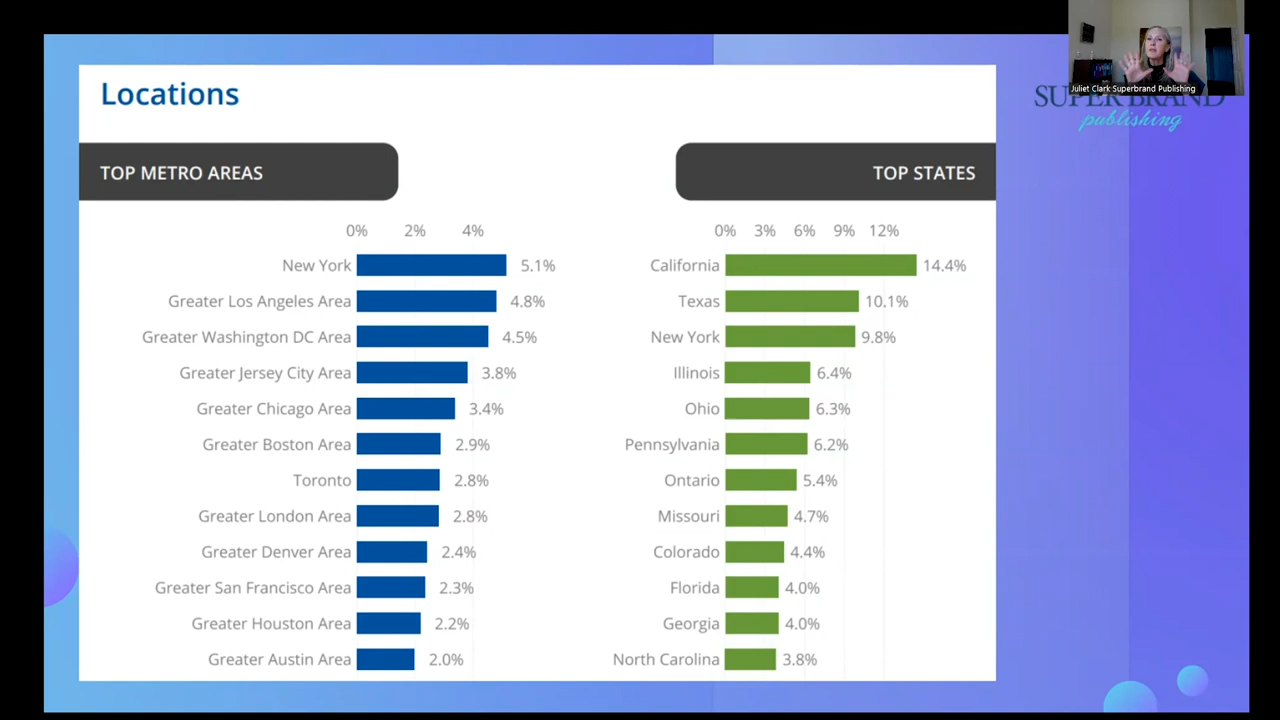 Locations
Juliet Clark Superbrand Publishing
SUPER BRAND
publishing
TOP METRO AREAS
TOP STATES
0% 2% 4%
New York 5.1%
Greater Los Angeles Area 4.8%
Greater Washington DC Area 4.5%
Greater Jersey City Area 3.8%
Greater Chicago Area 3.4%
Greater Boston Area 2.9%
Toronto 2.8%
Greater London Area 2.8%
Greater Denver Area 2.4%
Greater San Francisco Area 2.3%
Greater Houston Area 2.2%
Greater Austin Area 2.0%
0% 3% 6% 9% 12%
California 14.4%
Texas 10.1%
New York 9.8%
Illinois 6.4%
Ohio 6.3%
Pennsylvania 6.2%
Ontario 5.4%
Missouri 4.7%
Colorado 4.4%
Florida 4.0%
Georgia 4.0%
North Carolina 3.8%